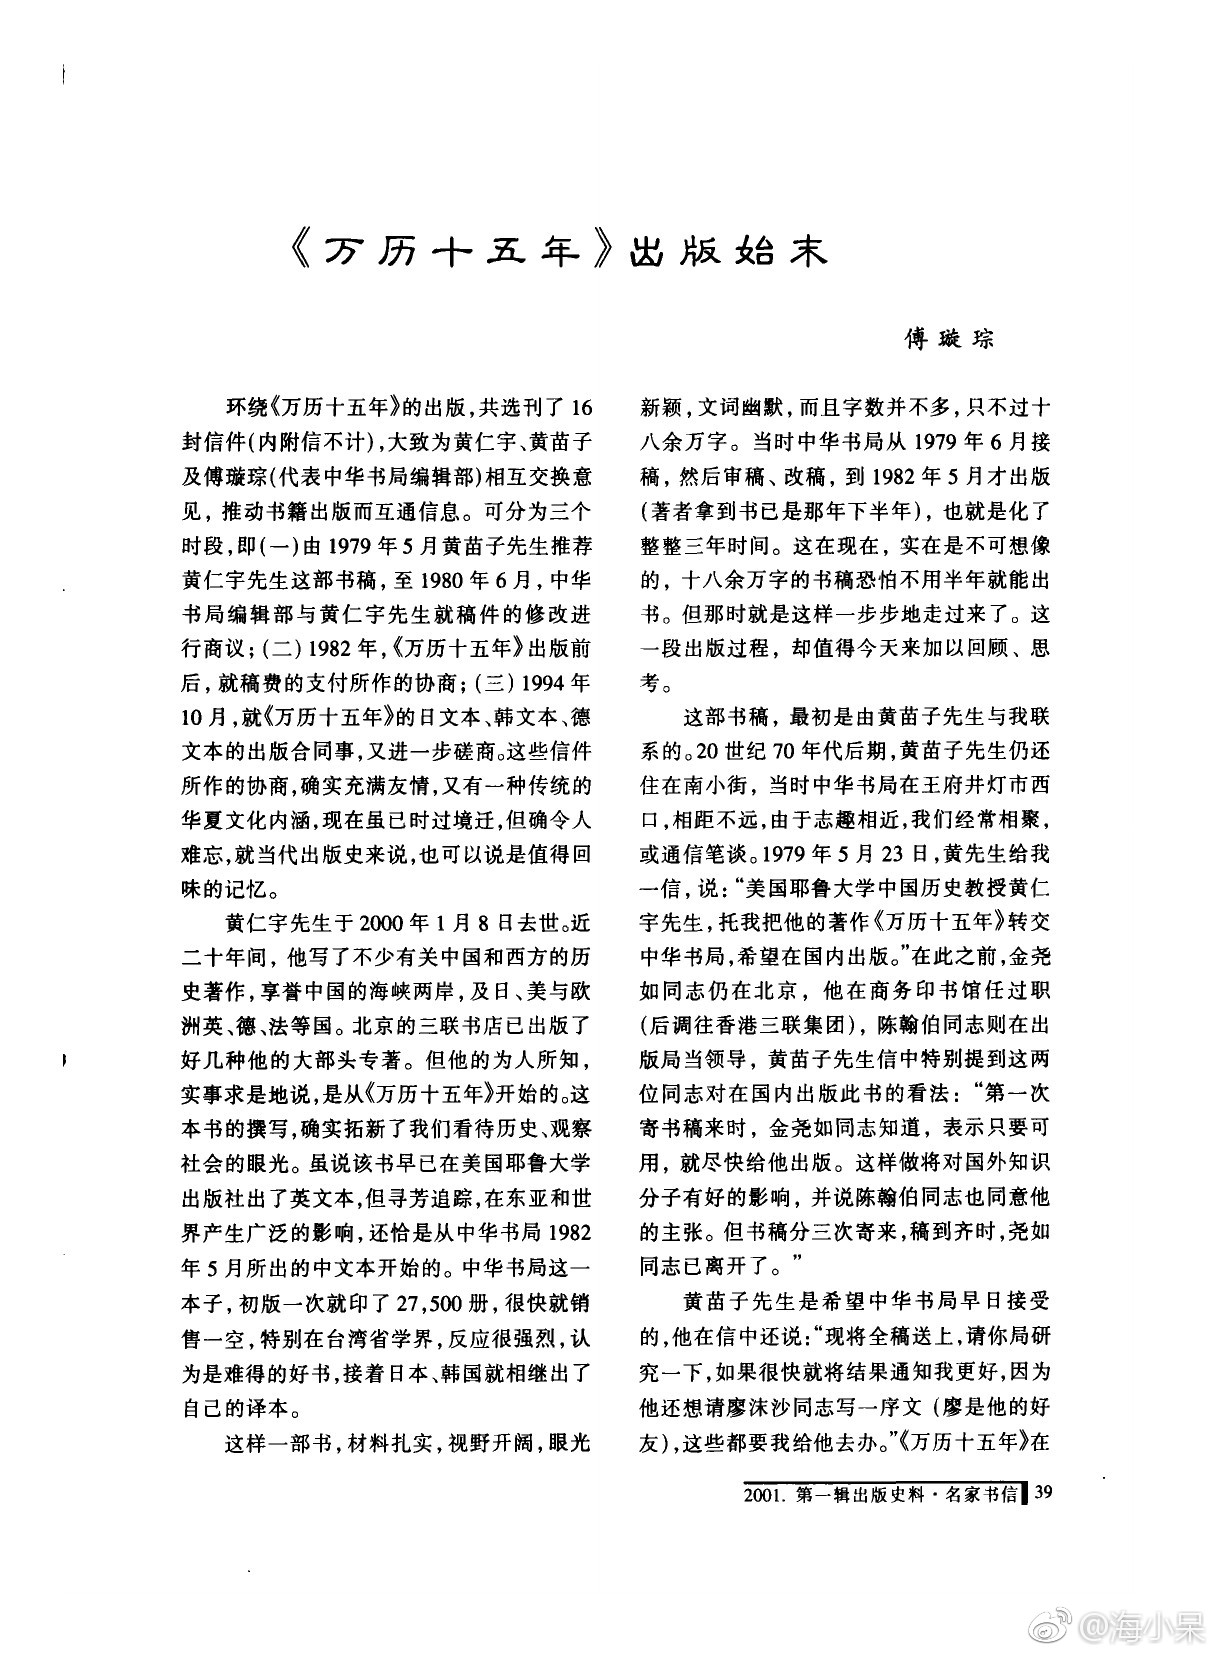 《万历十五年》出版始末
傅璇琮
环绕《万历十五年》的出版,共选刊了16
封信件(内附信不计),大致为黄仁宇、黄苗子
及傅璇琮(代表中华书局编辑部)相互交换意
见,推动书籍出版而互通信息。可分为三个
时段,即(一)由1979年5月黄苗子先生推荐
黄仁宇先生这部书稿,至1980年6月,中华
书局编辑部与黄仁宇先生就稿件的修改进
行商议;(二)1982年,《万历十五年》出版前
后,就稿费的支付所作的协商;(三)1994年
10月,就《万历十五年》的日文本、韩文本、德
文本的出版合同事,又进一步磋商。这些信件
所作的协商,确实充满友情,又有一种传统的
华夏文化内涵,现在虽已时过境迁,但确令人
难忘,就当代出版史来说,也可以说是值得回
味的记忆。
黄仁宇先生于2000年1月8日去世。近
二十年间,他写了不少有关中国和西方的历
史著作,享誉中国的海峡两岸,及日、美与欧
洲英、德、法等国。北京的三联书店已出版了
好几种他的大部头专著。但他的为人所知,
实事求是地说,是从《万历十五年》开始的。这
本书的撰写,确实拓新了我们看待历史、观察
社会的眼光。虽说该书早已在美国耶鲁大学
出版社出了英文本,但寻芳追踪,在东亚和世
界产生广泛的影响,还恰是从中华书局1982
年5月所出的中文本开始的。中华书局这一
本子,初版一次就印了27,500册,很快就销
售一空,特别在台湾省学界,反应很强烈,认
为是难得的好书,接着日本、韩国就相继出了
自己的译本。
这样一部书,材料扎实,视野开阔,眼光
新颖,文词幽默,而且字数并不多,只不过十
八余万字。当时中华书局从1979年6月接
稿,然后审稿、改稿,到1982年5月才出版
(著者拿到书已是那年下半年),也就是化了
整整三年时间。这在现在,实在是不可想像
的,十八余万字的书稿恐怕不用半年就能出
书。但那时就是这样一步步地走过来了。这
一段出版过程,却值得今天来加以回顾、思
考。
这部书稿,最初是由黄苗子先生与我联
系的。20世纪70年代后期,黄苗子先生仍还
住在南小街,当时中华书局在王府井灯市西
口,相距不远,由于志趣相近,我们经常相聚,
或通信笔谈。1979年5月23日,黄先生给我
一信,说:“美国耶鲁大学中国历史教授黄仁
宇先生,托我把他的著作《万历十五年》转交
中华书局,希望在国内出版。”在此之前,金尧
如同志仍在北京,他在商务印书馆任过职
(后调往香港三联集团),陈翰伯同志则在出
版局当领导,黄苗子先生信中特别提到这两
位同志对在国内出版此书的看法:“第一次
寄书稿来时,金尧如同志知道,表示只要可
用,就尽快给他出版。这样做将对国外知识
分子有好的影响,并说陈翰伯同志也同意他
的主张。但书稿分三次寄来,稿到齐时,尧如
同志已离开了。”
黄苗子先生是希望中华书局早日接受
的,他在信中还说:“现将全稿送上,请你局研
究一下,如果很快就将结果通知我更好,因为
他还想请廖沫沙同志写一序文(廖是他的好
友),这些都要我给他去办。”《万历十五年》在
2001.第一辑出版史料·名家书信 39
@海小呆